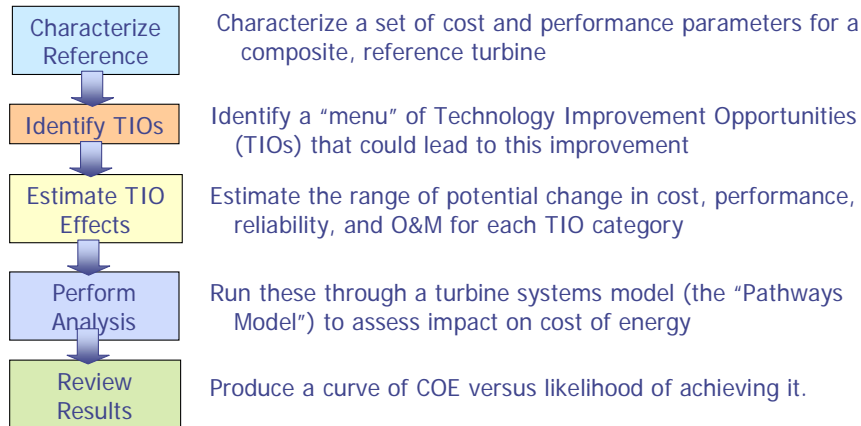 Characterize
Reference
Characterize a set of cost and performance parameters for a
composite, reference turbine
Identify TIOs
Identify a “menu” of Technology Improvement Opportunities
(TIOs) that could lead to this improvement
Estimate TIO
Effects
Estimate the range of potential change in cost, performance,
reliability, and O&M for each TIO category
Perform
Analysis
Run these through a turbine systems model (the “Pathways
Model”) to assess impact on cost of energy
Review
Results
Produce a curve of COE versus likelihood of achieving it.